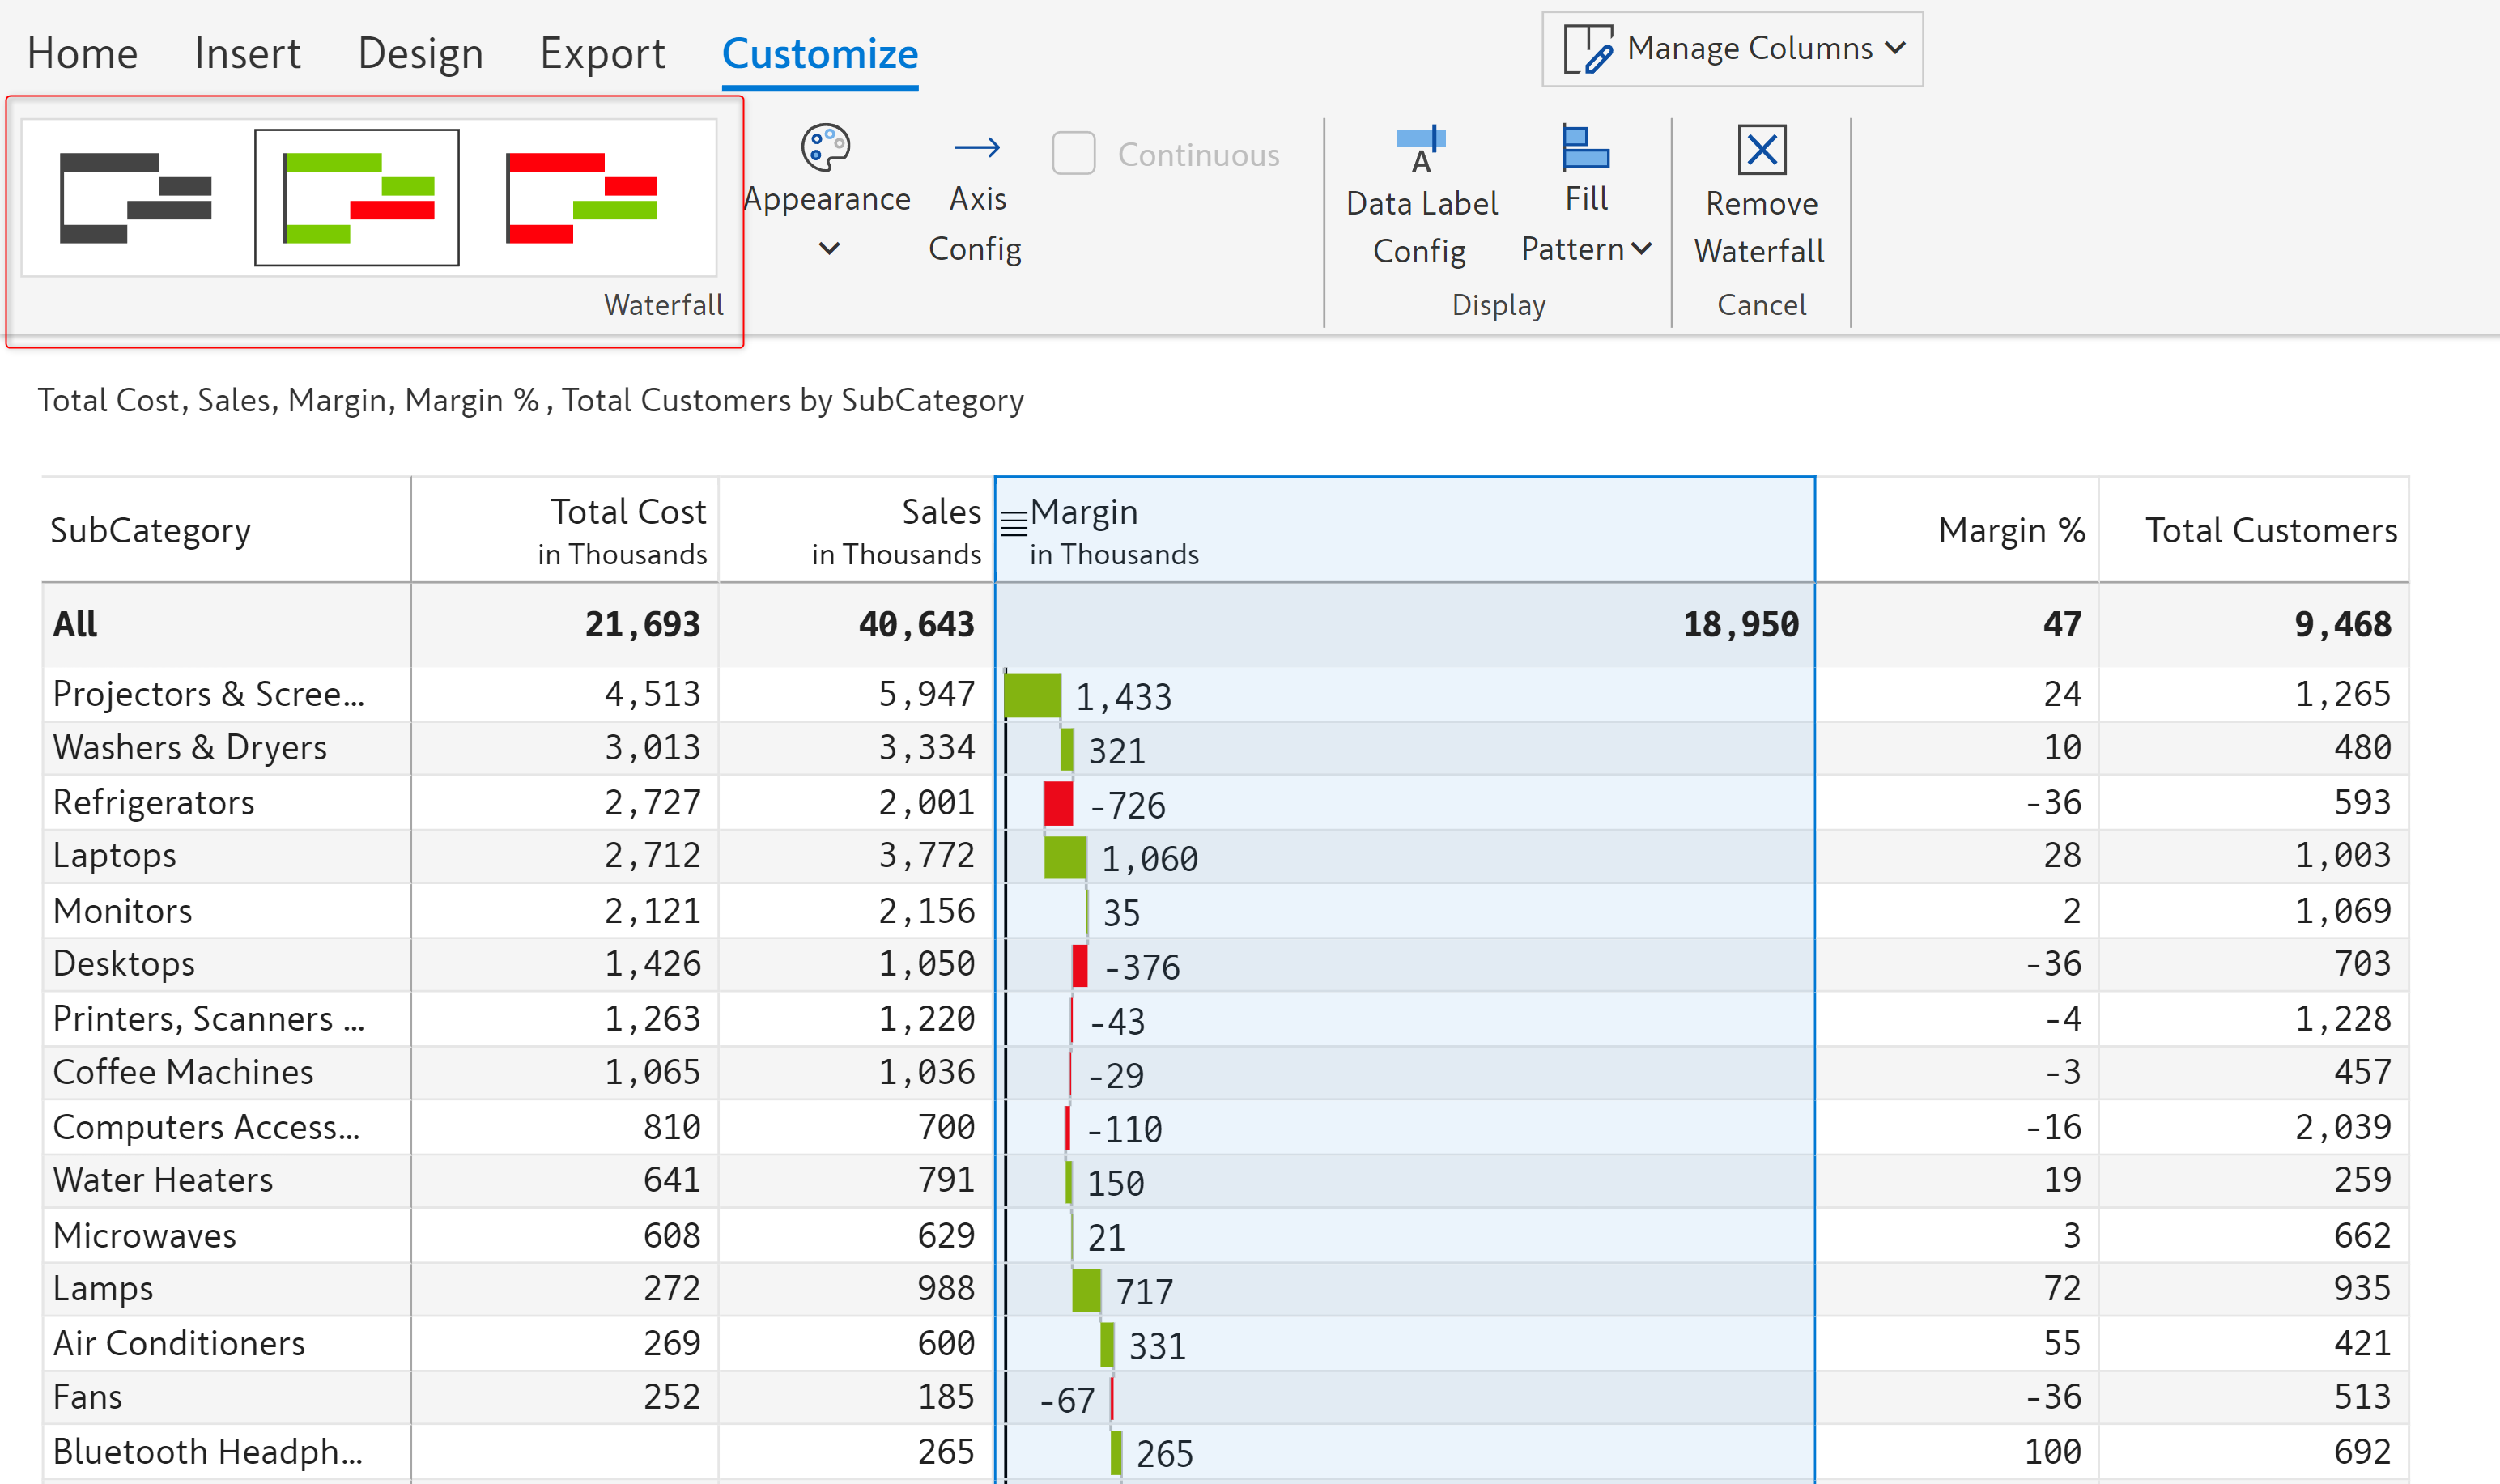 Home Insert Design Export Customize Manage Columns
Appearance Axis Config Continuous Data Label Config Fill Pattern Remove Waterfall
Waterfall Display Cancel
Total Cost, Sales, Margin, Margin % , Total Customers by SubCategory
SubCategory Total Cost in Thousands Sales in Thousands Margin in Thousands Margin % Total Customers
All 21,693 40,643 18,950 47 9,468
Projectors & Scree... 4,513 5,947 1,433 24 1,265
Washers & Dryers 3,013 3,334 321 10 480
Refrigerators 2,727 2,001 -726 -36 593
Laptops 2,712 3,772 1,060 28 1,003
Monitors 2,121 2,156 35 2 1,069
Desktops 1,426 1,050 -376 -36 703
Printers, Scanners ... 1,263 1,220 -43 -4 1,228
Coffee Machines 1,065 1,036 -29 -3 457
Computers Access... 810 700 -110 -16 2,039
Water Heaters 641 791 150 19 259
Microwaves 608 629 21 3 662
Lamps 272 988 717 72 935
Air Conditioners 269 600 331 55 421
Fans 252 185 -67 -36 513
Bluetooth Headph... 265 265 100 692